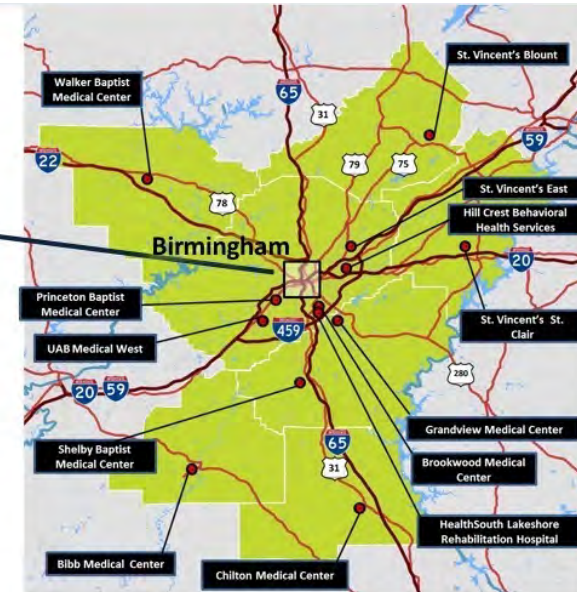 St. Vincent's Blount
Walker Baptist
Medical Center
65
31
59
22
79
75
78
St. Vincent's East
Hill Crest Behavioral
Health Services
Birmingham
20
Princeton Baptist
Medical Center
St. Vincent's St.
Clair
459
UAB Medical West
280
20
59
Grandview Medical Center
Shelby Baptist
Medical Center
65
31
Brookwood Medical
Center
HealthSouth Lakeshore
Rehabilitation Hospital
Bibb Medical Center
Chilton Medical Center